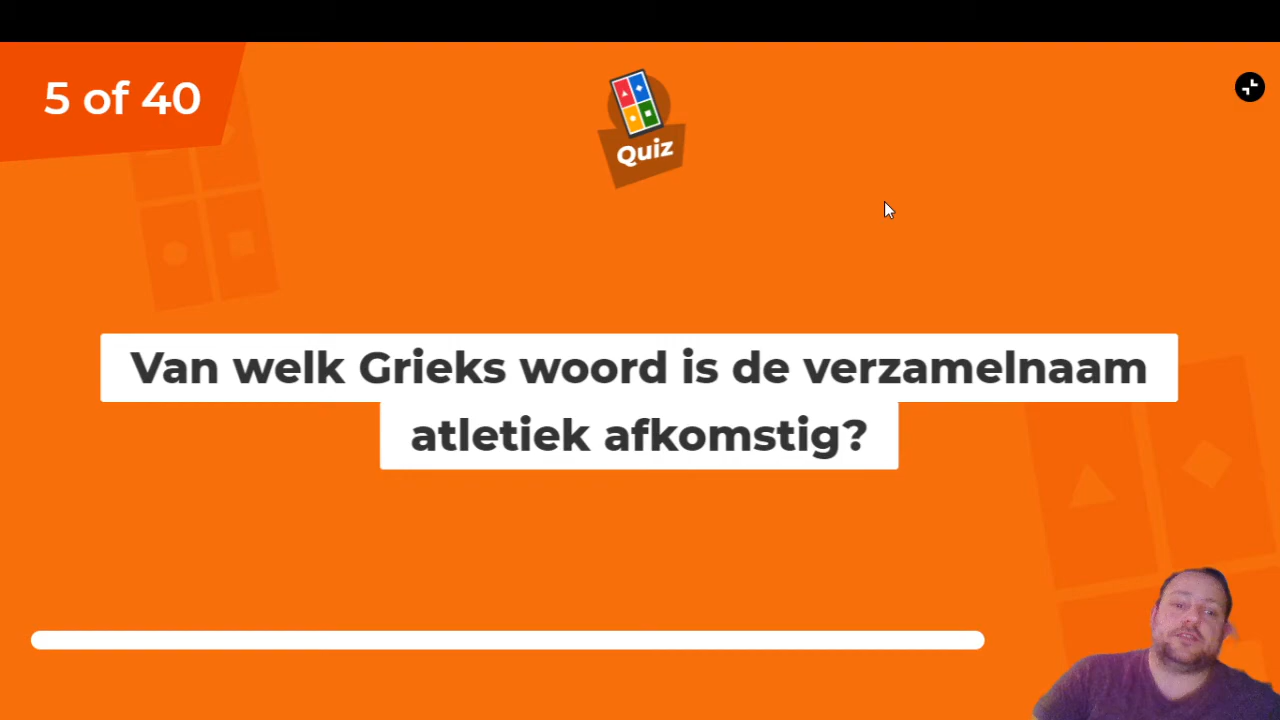 5 of 40
Quiz
Van welk Grieks woord is de verzamelnaam
atletiek afkomstig?